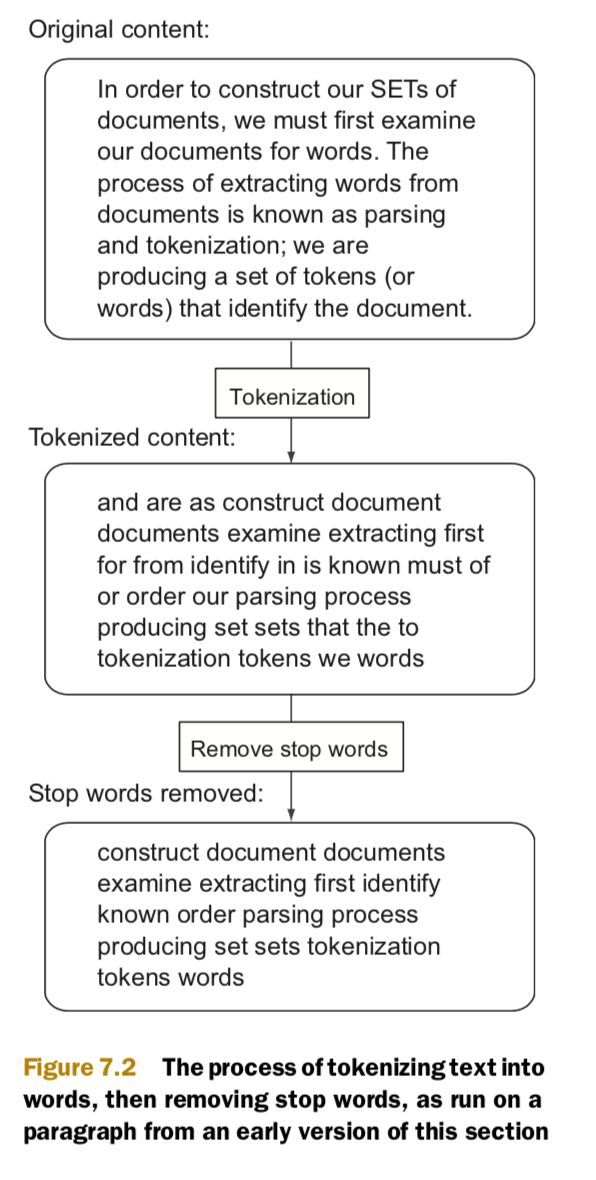 Original content:
In order to construct our SETs of
documents, we must first examine
our documents for words. The
process of extracting words from
documents is known as parsing
and tokenization; we are
producing a set of tokens (or
words) that identify the document.
Tokenization
Tokenized content:
and are as construct document
documents examine extracting first
for from identify in is known must of
or order our parsing process
producing set sets that the to
tokenization tokens we words
Remove stop words
Stop words removed:
construct document documents
examine extracting first identify
known order parsing process
producing set sets tokenization
tokens words
Figure 7.2 The process of tokenizing text into
words, then removing stop words, as run on a
paragraph from an early version of this section